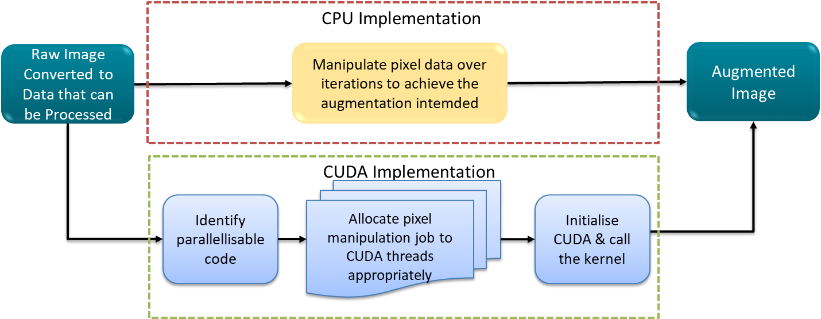 CPU Implementation
Raw Image
Converted to
Data that can
be Processed
Manipulate pixel data over
iterations to achieve the
augmentation intemded
Augmented
Image
CUDA Implementation
Identify
parallellisable
code
Allocate pixel
manipulation job to
CUDA threads
appropriately
Initialise
CUDA & call
the kernel